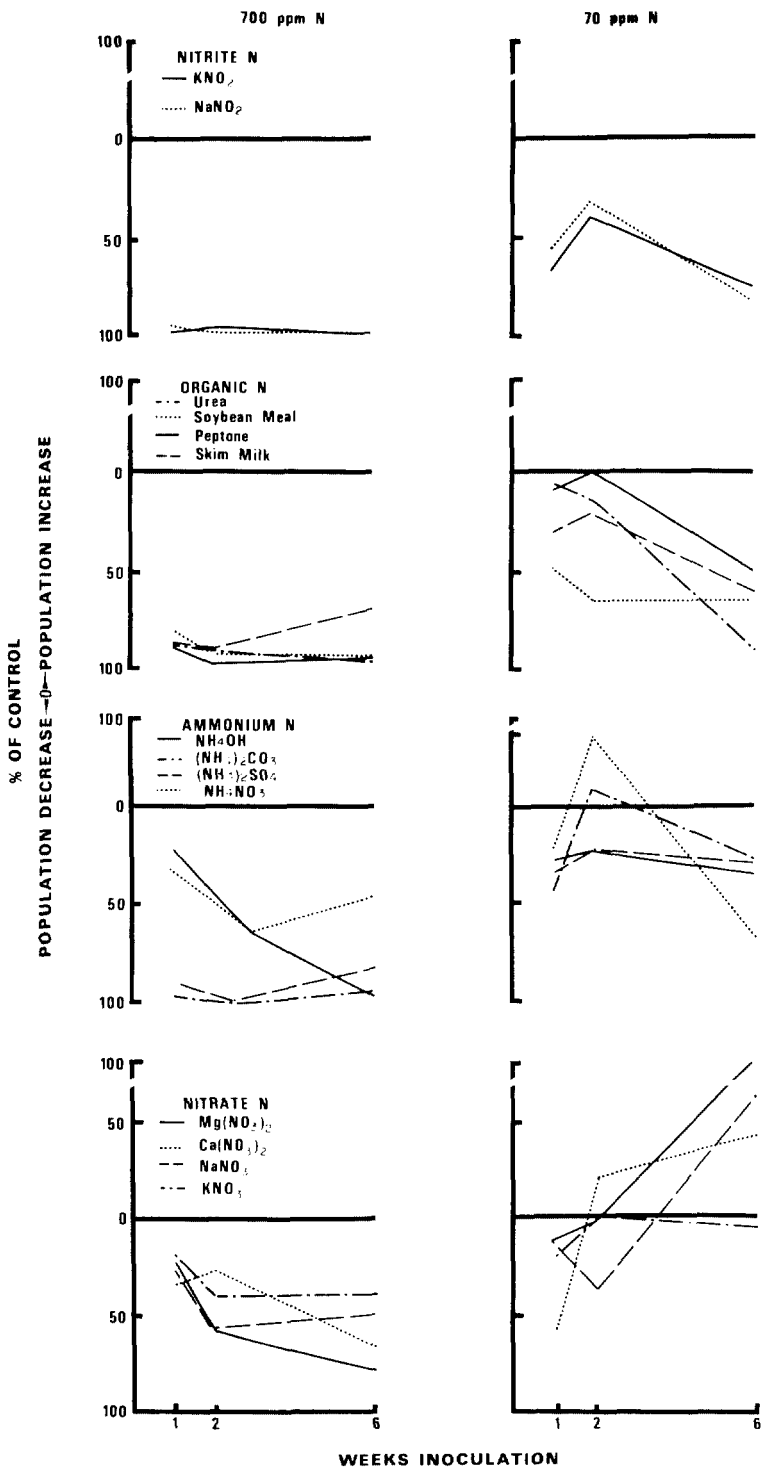 700 ppm N
70 ppm N
% OF CONTROL
POPULATION DECREASE←0→POPULATION INCREASE
100
NITRITE N
KNO₂
NaNO₂
0
50
100
100
ORGANIC N
Urea
Soybean Meal
Peptone
Skim Milk
0
50
100
100
AMMONIUM N
NH₄OH
(NH₄)₂CO₃
(NH₄)₂SO₄
NH₄NO₃
0
50
100
100
50
NITRATE N
Mg(NO₃)₂
Ca(NO₃)₂
NaNO₃
KNO₃
0
50
100
1 2 6
1 2 6
WEEKS INOCULATION